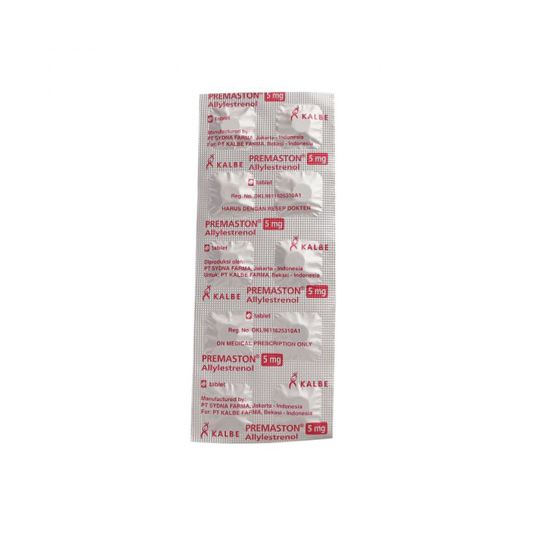 PREMASTON® 5 mg
Allylestrenol
tablet
KALBE
Manufactured by:
PT SYDNA FARMA, Jakarta - Indonesia
For: PT KALBE FARMA, Bekasi - Indonesia
KALBE PREMASTON® 5 mg
Allylestrenol
tablet
Reg. No. DKL9611625310A1
HARUS DENGAN RESEP DOKTER
PREMASTON® 5 mg
Allylestrenol
tablet
KALBE
Diproduksi oleh:
PT SYDNA FARMA, Jakarta - Indonesia
Untuk: PT KALBE FARMA, Bekasi - Indonesia
KALBE PREMASTON® 5 mg
Allylestrenol
tablet
Reg. No. DKL9611625310A1
ON MEDICAL PRESCRIPTION ONLY
PREMASTON® 5 mg
Allylestrenol
tablet
KALBE
Manufactured by:
PT SYDNA FARMA, Jakarta - Indonesia
For: PT KALBE FARMA, Bekasi - Indonesia
KALBE PREMASTON® 5 mg
Allylestrenol